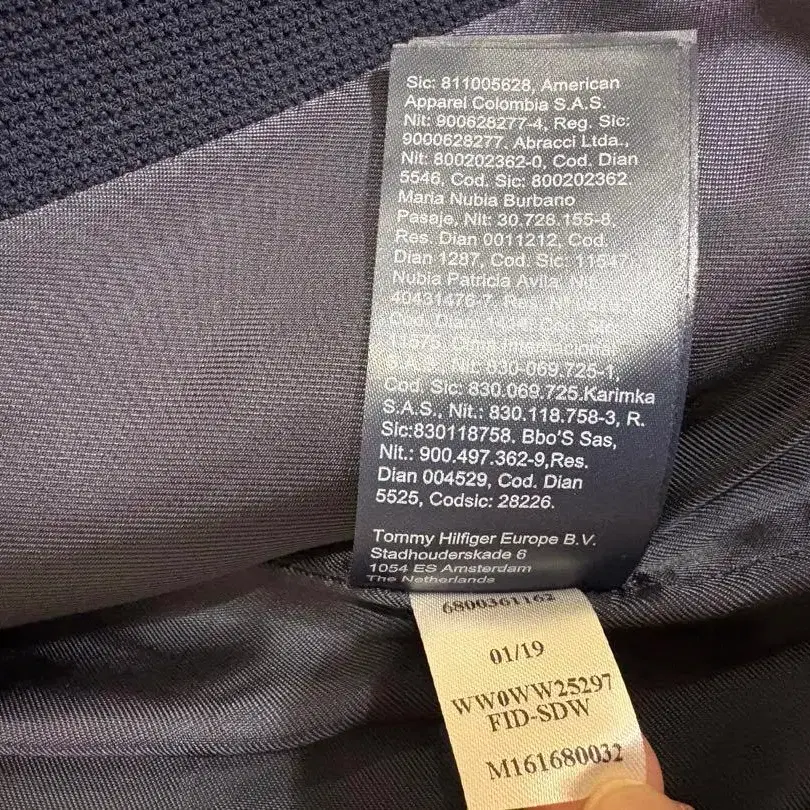 Sic: 811005628, American
Apparel Colombia S.A.S.
Nit: 900628277-4, Reg. Sic:
9000628277. Abracci Ltda.,
Nit: 800202362-0, Cod. Dian
5546, Cod. Sic: 800202362.
Maria Nubia Burbano
Pasaje, Nit: 30.728.155-8,
Res. Dian 0011212, Cod.
Dian 1287, Cod. Sic:
Nubia Patricia Avila, Nit:
40431476-7,
Nit: 830-069.725-1,
Cod. Sic: 830.069.725.Karimka
S.A.S., Nit.: 830.118.758-3, R.
Sic:830118758. Bbo'S Sas,
Nit.: 900.497.362-9,Res.
Dian 004529, Cod. Dian
5525, Codsic: 28226.
Tommy Hilfiger Europe B.V.
Stadhouderskade 6
1054 ES Amsterdam
The Netherlands
6800361162
01/19
WW0WW25297
FID-SDW
M161680032